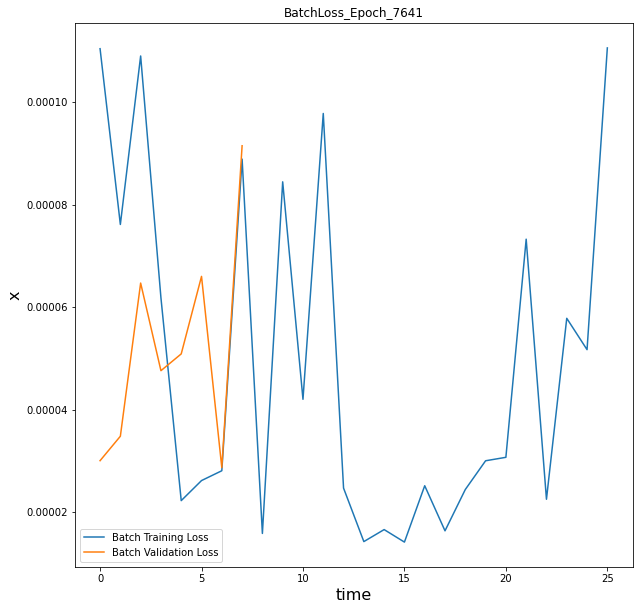 BatchLoss_Epoch_7641
0.00010
0.00008
0.00006
0.00004
0.00002
x
Batch Training Loss
Batch Validation Loss
0 5 10 15 20 25
time